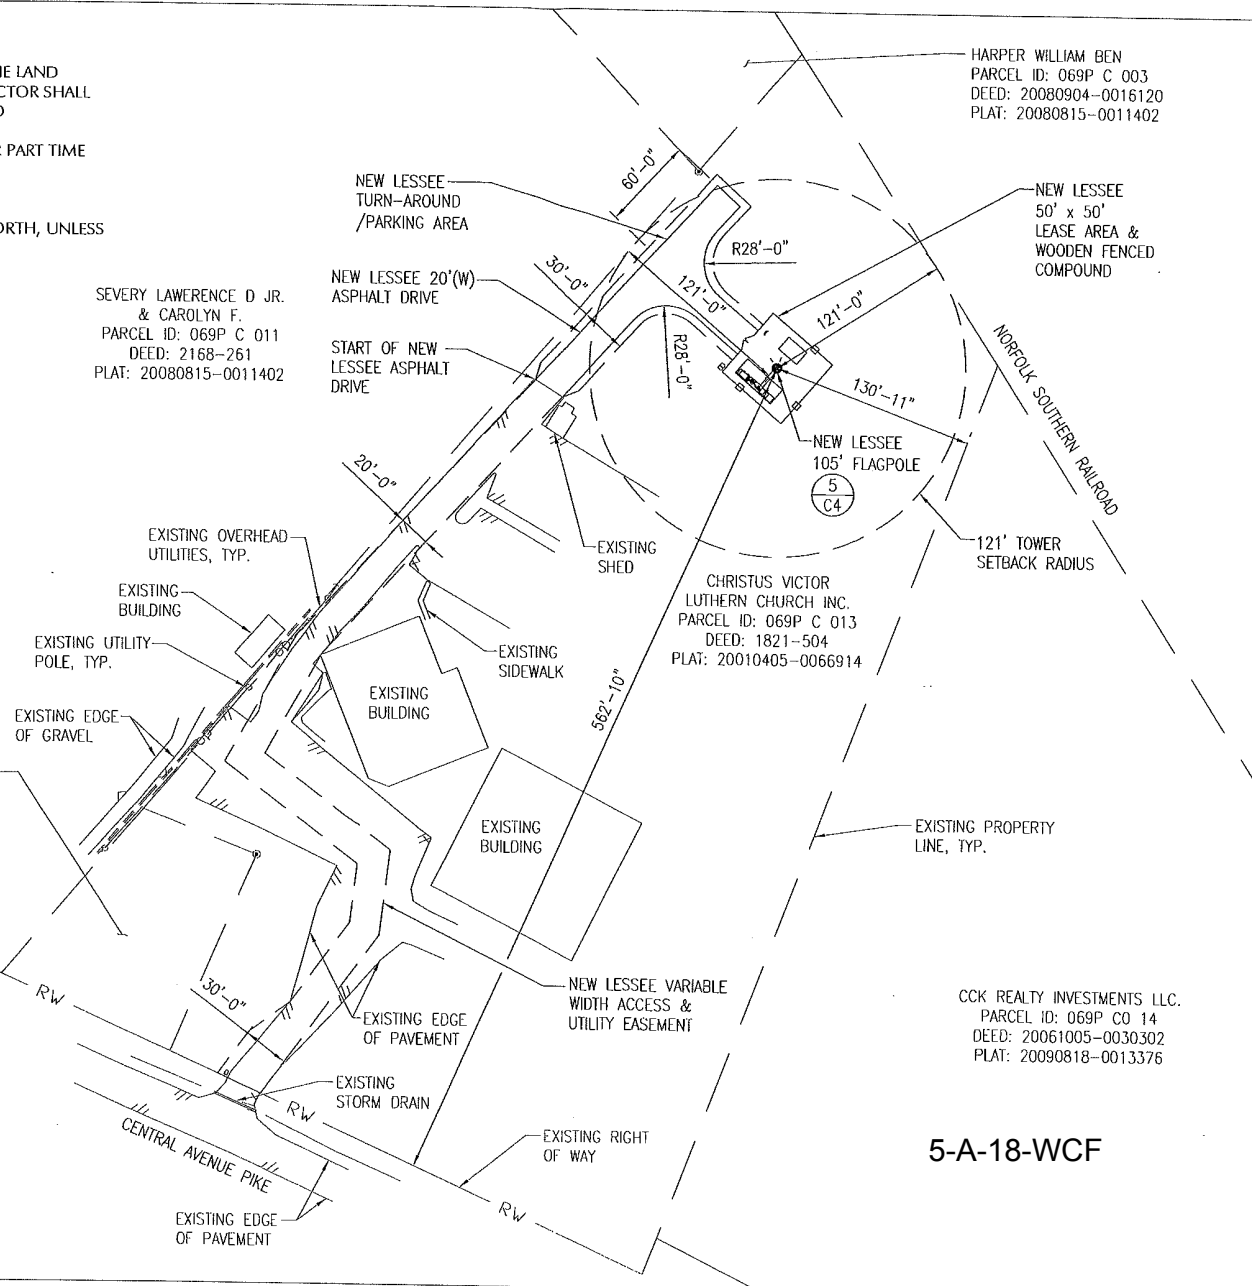 E LAND
CTOR SHALL
PART TIME
ORTH, UNLESS
HARPER WILLIAM BEN
PARCEL ID: 069P C 003
DEED: 20080904-0016120
PLAT: 20080815-0011402
60'-0"
NEW LESSEE
TURN-AROUND
/PARKING AREA
NEW LESSEE
50' x 50'
LEASE AREA &
WOODEN FENCED
COMPOUND
R28'-0"
30'-0"
121'-0"
121'-0"
NEW LESSEE 20'(W)
ASPHALT DRIVE
SEVERY LAWERENCE D JR.
& CAROLYN F.
PARCEL ID: 069P C 011
DEED: 2168-261
PLAT: 20080815-0011402
START OF NEW
LESSEE ASPHALT
DRIVE
R28'-0"
130'-11"
NORFOLK SOUTHERN RAILROAD
NEW LESSEE
105' FLAGPOLE
5
C4
20'-0"
EXISTING OVERHEAD
UTILITIES, TYP.
EXISTING
SHED
121' TOWER
SETBACK RADIUS
EXISTING
BUILDING
CHRISTUS VICTOR
LUTHERN CHURCH INC.
PARCEL ID: 069P C 013
DEED: 1821-504
PLAT: 20010405-0066914
EXISTING UTILITY
POLE, TYP.
EXISTING
SIDEWALK
EXISTING
BUILDING
562'-10"
EXISTING EDGE
OF GRAVEL
EXISTING
BUILDING
EXISTING PROPERTY
LINE, TYP.
RW
30'-0"
NEW LESSEE VARIABLE
WIDTH ACCESS &
UTILITY EASEMENT
CCK REALTY INVESTMENTS LLC.
PARCEL ID: 069P CO 14
DEED: 20061005-0030302
PLAT: 20090818-0013376
EXISTING EDGE
OF PAVEMENT
EXISTING
STORM DRAIN
RW
CENTRAL AVENUE PIKE
EXISTING RIGHT
OF WAY
5-A-18-WCF
RW
EXISTING EDGE
OF PAVEMENT